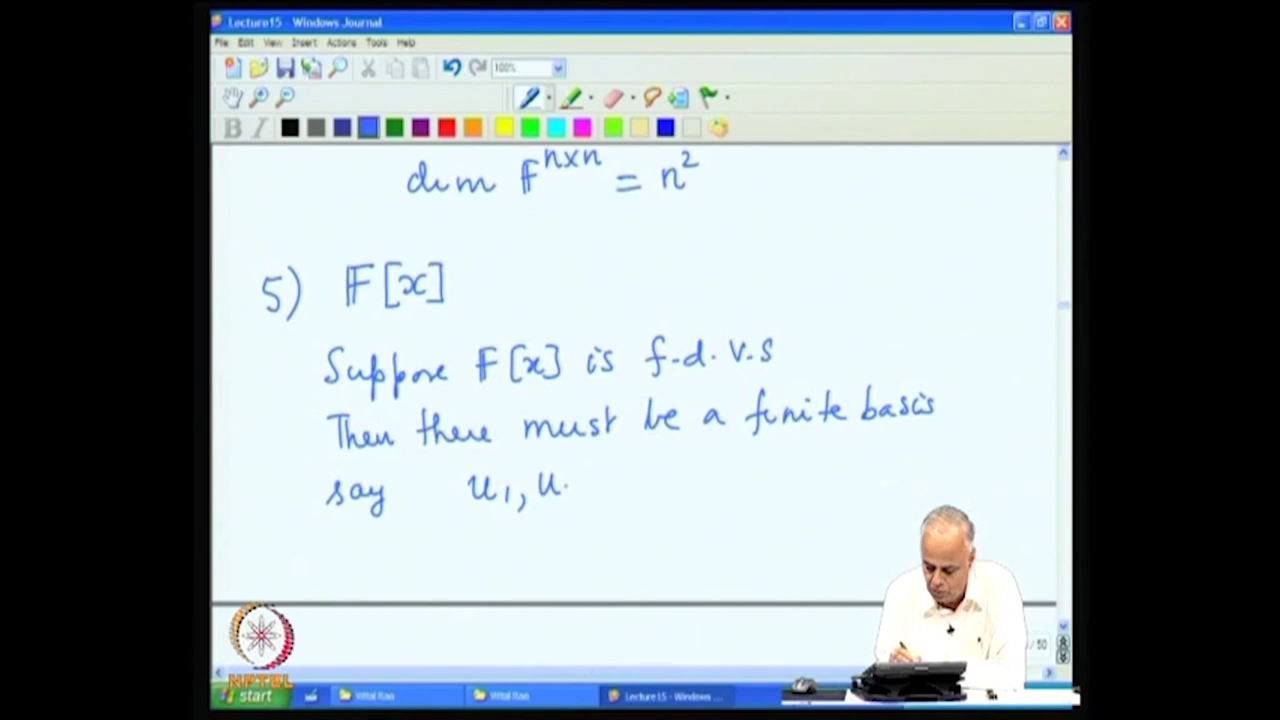 Lecture15 - Windows Journal
File Edit View Insert Actions Tools Help
100%
B I
dim F^{n×n} = n^2
5) F[x]
Suppose F[x] is f.d.v.s
Then there must be a finite basis
say u_1, u
/ 50
NPTEL
start Vittal Rao Vittal Rao Lecture15 - Windows ...